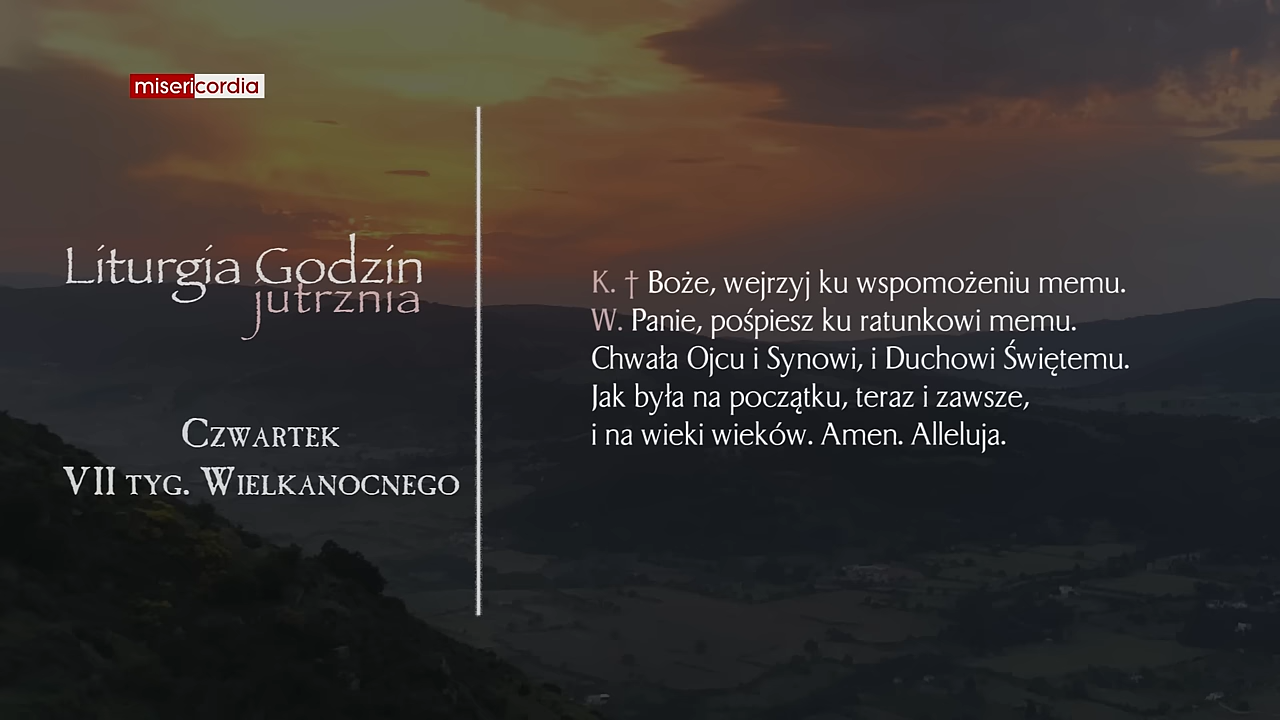 misericordia
Liturgia Godzin
jutrznia
Czwartek
VII tyg. Wielkanocnego
K. † Boże, wejrzyj ku wspomożeniu memu.
W. Panie, pośpiesz ku ratunkowi memu.
Chwała Ojcu i Synowi, i Duchowi Świętemu.
Jak była na początku, teraz i zawsze,
i na wieki wieków. Amen. Alleluja.